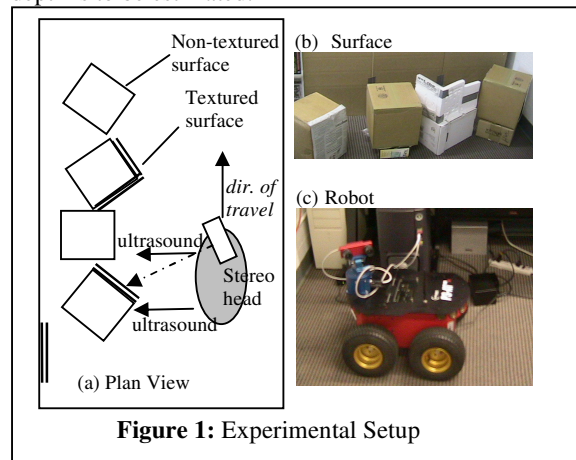 Non-textured
surface
Textured
surface
dir. of
travel
ultrasound
Stereo
head
ultrasound
(a) Plan View
(b) Surface
(c) Robot
Figure 1: Experimental Setup